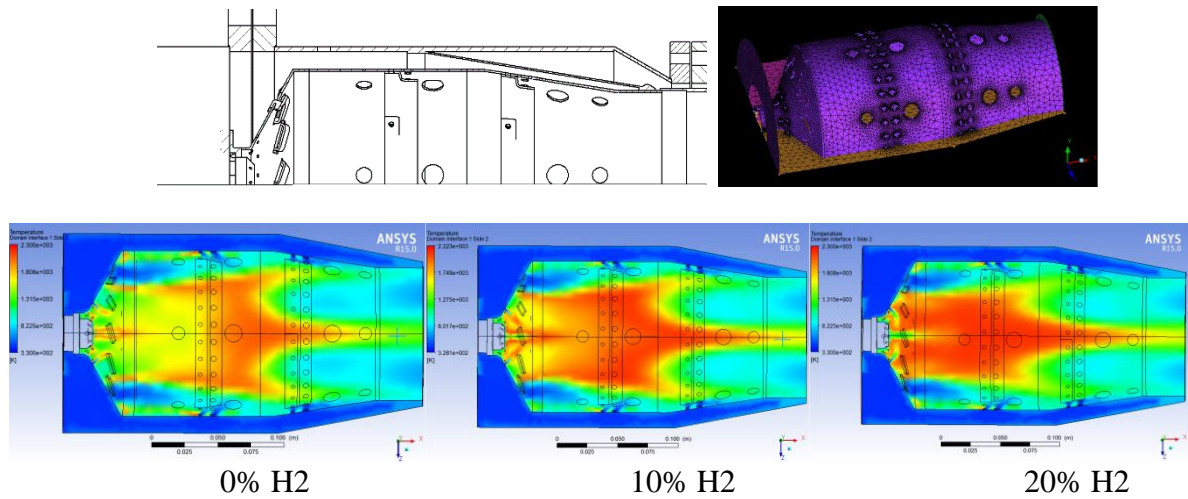 Y
X
Z
Temperature
Domain Interface 1 Side 2
2.300e+003
1.808e+003
1.315e+003
8.225e+002
3.300e+002
[K]
ANSYS
R15.0
0 0.050 0.100 (m)
0.025 0.075
Y
X
Z
0% H2
Temperature
Domain Interface 1 Side 2
2.223e+003
1.749e+003
1.275e+003
8.017e+002
3.281e+002
[K]
ANSYS
R15.0
0 0.050 0.100 (m)
0.025 0.075
Y
X
Z
10% H2
Temperature
Domain Interface 1 Side 2
2.300e+003
1.808e+003
1.315e+003
8.225e+002
3.300e+002
[K]
ANSYS
R15.0
0 0.050 0.100 (m)
0.025 0.075
Y
X
Z
20% H2